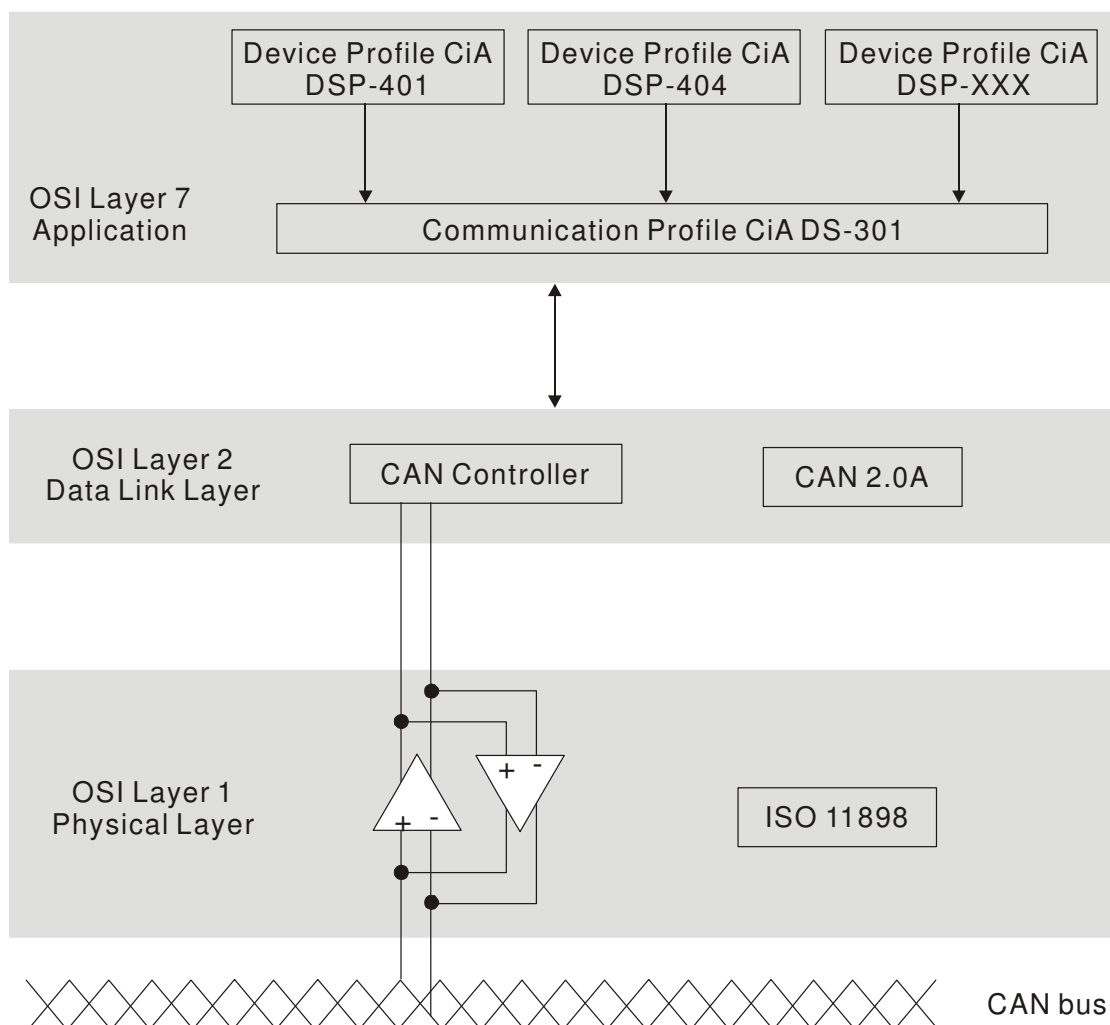 Device Profile CiA
DSP-401
Device Profile CiA
DSP-404
Device Profile CiA
DSP-XXX
OSI Layer 7
Application
Communication Profile CiA DS-301
OSI Layer 2
Data Link Layer
CAN Controller
CAN 2.0A
OSI Layer 1
Physical Layer
+ -
+ -
ISO 11898
CAN bus